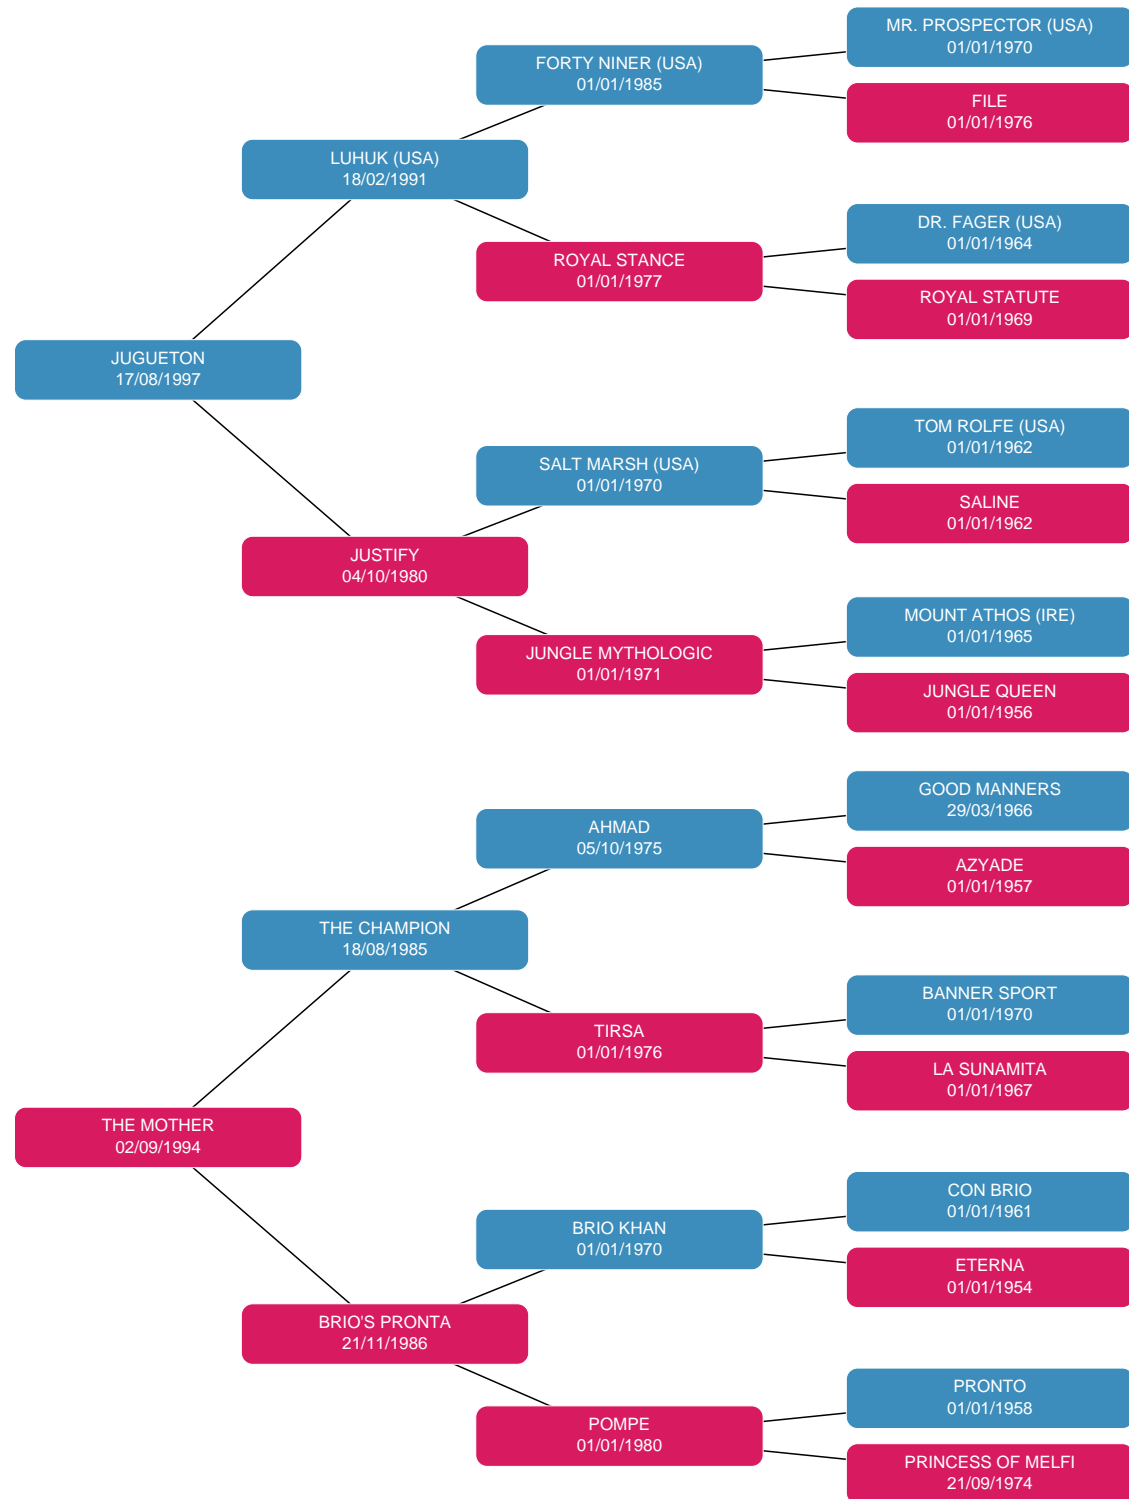 MR. PROSPECTOR (USA)
01/01/1970
FORTY NINER (USA)
01/01/1985
FILE
01/01/1976
LUHUK (USA)
18/02/1991
DR. FAGER (USA)
01/01/1964
ROYAL STANCE
01/01/1977
ROYAL STATUTE
01/01/1969
JUGUETON
17/08/1997
TOM ROLFE (USA)
01/01/1962
SALT MARSH (USA)
01/01/1970
SALINE
01/01/1962
JUSTIFY
04/10/1980
MOUNT ATHOS (IRE)
01/01/1965
JUNGLE MYTHOLOGIC
01/01/1971
JUNGLE QUEEN
01/01/1956
GOOD MANNERS
29/03/1966
AHMAD
05/10/1975
AZYADE
01/01/1957
THE CHAMPION
18/08/1985
BANNER SPORT
01/01/1970
TIRSA
01/01/1976
LA SUNAMITA
01/01/1967
THE MOTHER
02/09/1994
CON BRIO
01/01/1961
BRIO KHAN
01/01/1970
ETERNA
01/01/1954
BRIO'S PRONTA
21/11/1986
PRONTO
01/01/1958
POMPE
01/01/1980
PRINCESS OF MELFI
21/09/1974